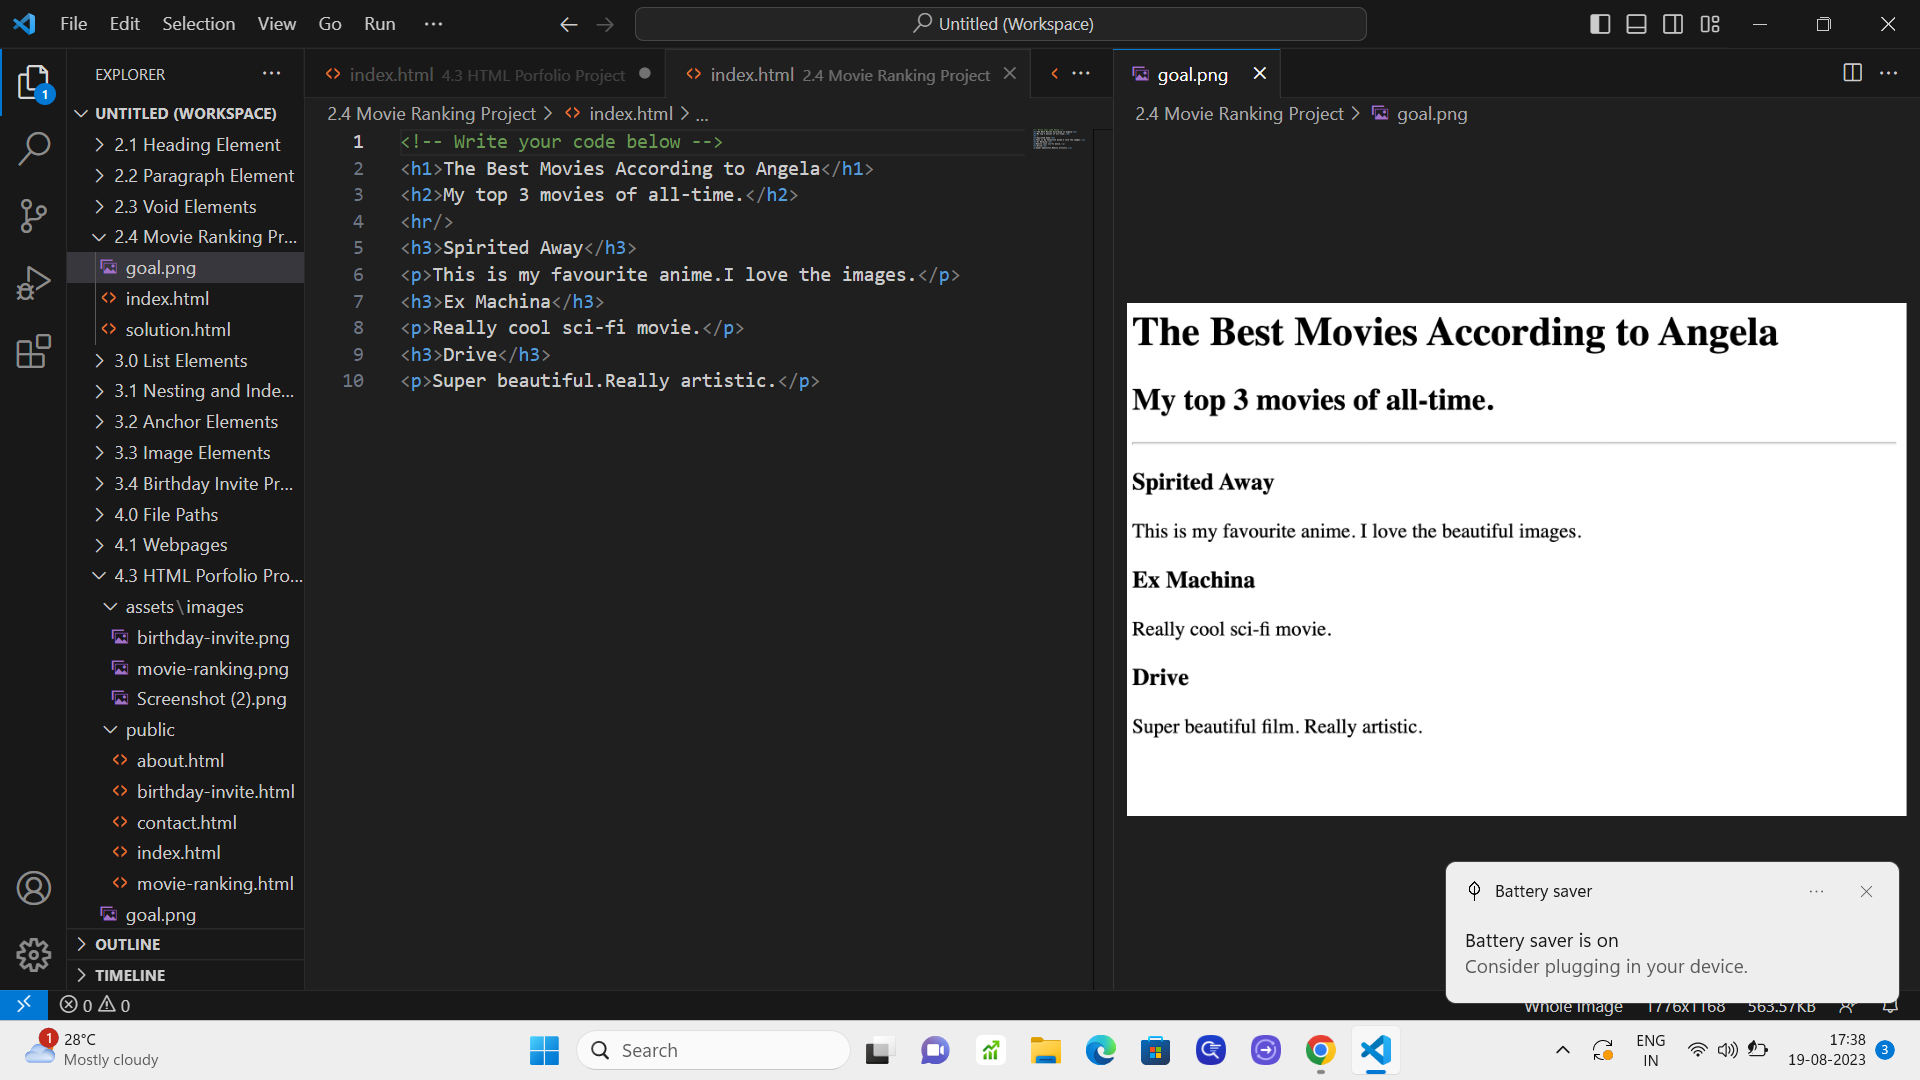 File Edit Selection View Go Run ··· Untitled (Workspace)
EXPLORER ···
UNTITLED (WORKSPACE)
2.1 Heading Element
2.2 Paragraph Element
2.3 Void Elements
2.4 Movie Ranking Pr...
goal.png
index.html
solution.html
3.0 List Elements
3.1 Nesting and Inde...
3.2 Anchor Elements
3.3 Image Elements
3.4 Birthday Invite Pr...
4.0 File Paths
4.1 Webpages
4.3 HTML Porfolio Pro...
assets\images
birthday-invite.png
movie-ranking.png
Screenshot (2).png
public
about.html
birthday-invite.html
contact.html
index.html
movie-ranking.html
goal.png
OUTLINE
TIMELINE
1
index.html 4.3 HTML Porfolio Project
index.html 2.4 Movie Ranking Project
2.4 Movie Ranking Project > index.html > ...
1 <!-- Write your code below -->
2 <h1>The Best Movies According to Angela</h1>
3 <h2>My top 3 movies of all-time.</h2>
4 <hr/>
5 <h3>Spirited Away</h3>
6 <p>This is my favourite anime.I love the images.</p>
7 <h3>Ex Machina</h3>
8 <p>Really cool sci-fi movie.</p>
9 <h3>Drive</h3>
10 <p>Super beautiful.Really artistic.</p>
goal.png
2.4 Movie Ranking Project > goal.png
The Best Movies According to Angela
My top 3 movies of all-time.
Spirited Away
This is my favourite anime. I love the beautiful images.
Ex Machina
Really cool sci-fi movie.
Drive
Super beautiful film. Really artistic.
Battery saver
Battery saver is on
Consider plugging in your device.
0 0
Whole Image 1776x1168 563.57KB
1
28°C
Mostly cloudy
Search
ENG
IN
17:38
19-08-2023
3